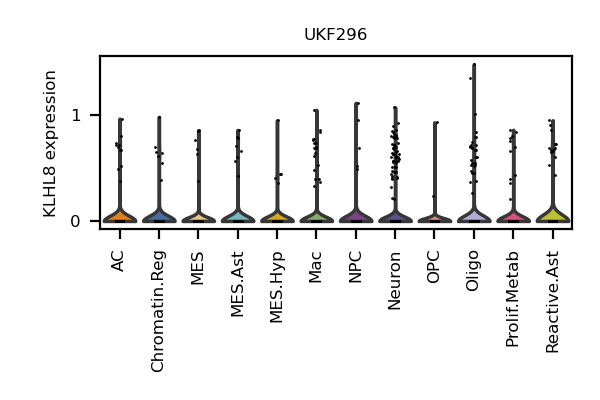 UKF296
KLHL8 expression
1
0
AC
Chromatin.Reg
MES
MES.Ast
MES.Hyp
Mac
NPC
Neuron
OPC
Oligo
Prolif.Metab
Reactive.Ast